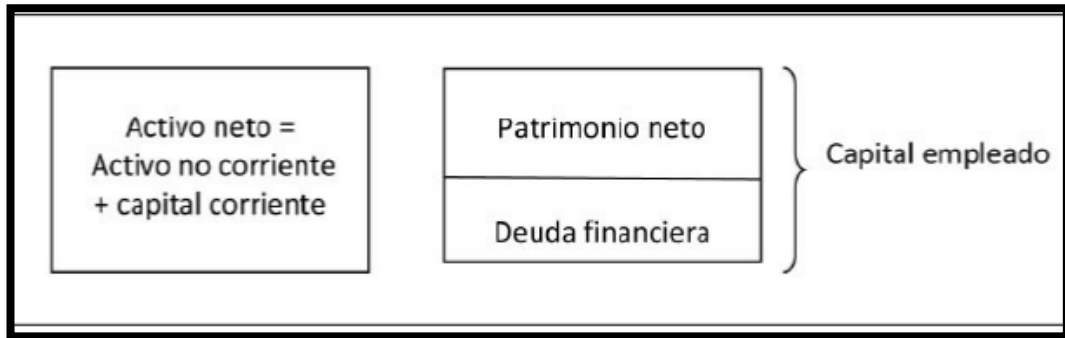 Activo neto =
Activo no corriente
+ capital corriente
Patrimonio neto
Deuda financiera
Capital empleado